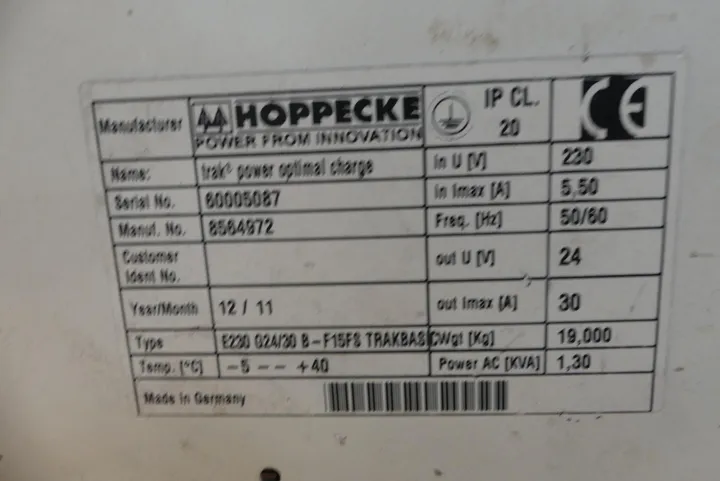 Manufacturer HOPPECKE IP CL. CE
POWER FROM INNOVATION 20
Name: trak® power optimal charge in U [V] 230
Serial No. 60005087 in Imax [A] 5,50
Manuf. No. 8564972 Freq. [Hz] 50/60
Customer Ident No. out U [V] 24
Year/Month 12 / 11 out Imax [A] 30
Type E230 G24/30 B-F15FS TRAKBASIC Wgt [Kg] 19,000
Temp. [°C] -5 - - +40 Power AC [KVA] 1,30
Made in Germany